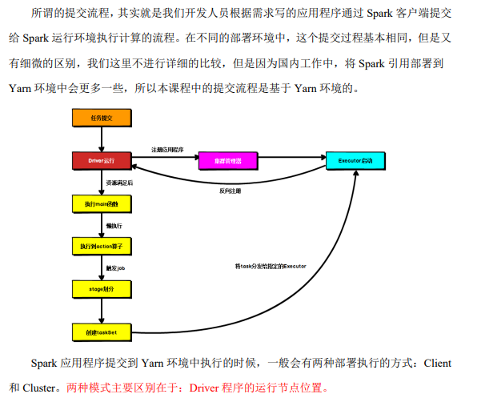 所谓的提交流程，其实就是我们开发人员根据需求写的应用程序通过 Spark 客户端提交
给 Spark 运行环境执行计算的流程。在不同的部署环境中，这个提交过程基本相同，但是又
有细微的区别，我们这里不进行详细的比较，但是因为国内工作中，将 Spark 引用部署到
Yarn 环境中会更多一些，所以本课程中的提交流程是基于 Yarn 环境的。
任务提交
Driver运行
注册应用程序
集群管理器
Executor启动
反向注册
资源满足后
执行main函数
懒执行
执行到action算子
触发job
将task分发给指定的Executor
stage划分
创建taskSet
Spark 应用程序提交到 Yarn 环境中执行的时候，一般会有两种部署执行的方式：Client
和 Cluster。两种模式主要区别在于：Driver 程序的运行节点位置。